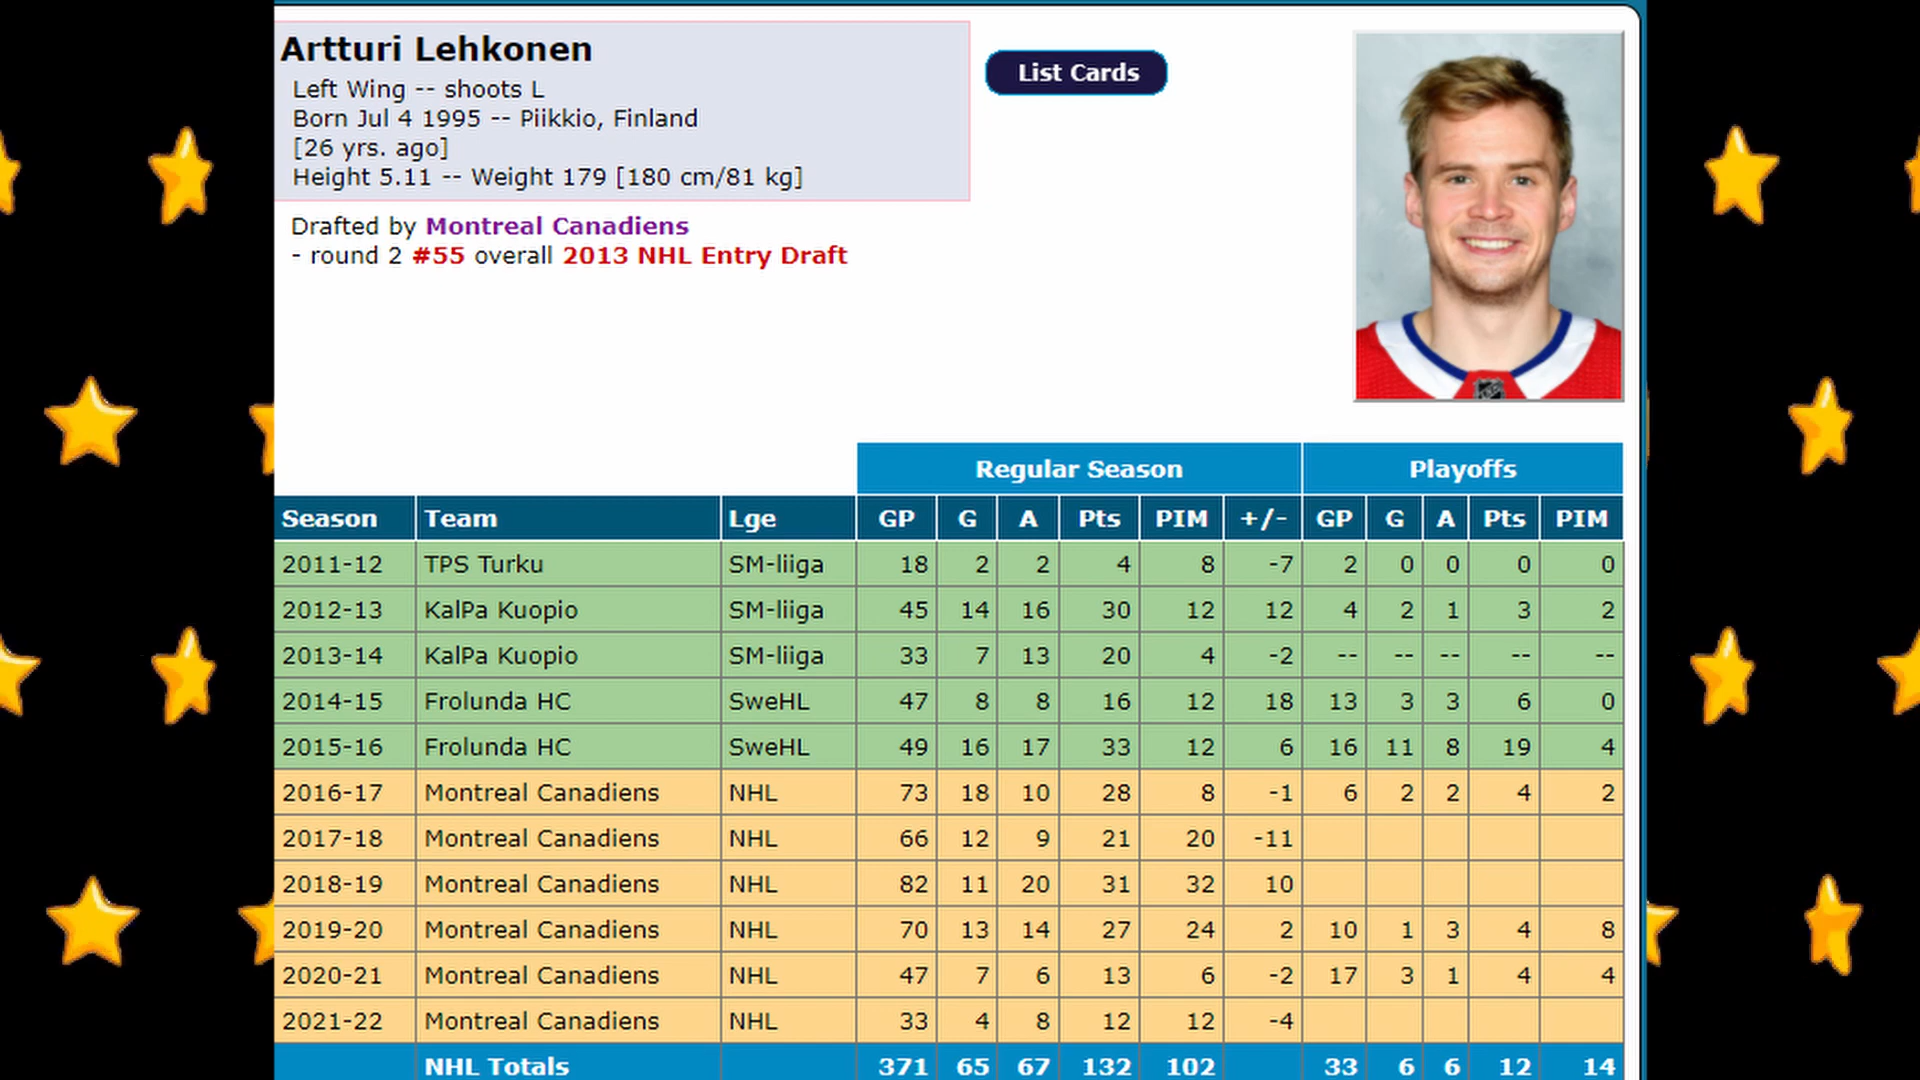 Artturi Lehkonen
List Cards
Left Wing -- shoots L
Born Jul 4 1995 -- Piikkio, Finland
[26 yrs. ago]
Height 5.11 -- Weight 179 [180 cm/81 kg]
Drafted by Montreal Canadiens
- round 2 #55 overall 2013 NHL Entry Draft
Regular Season Playoffs
Season Team Lge GP G A Pts PIM +/- GP G A Pts PIM
2011-12 TPS Turku SM-liiga 18 2 2 4 8 -7 2 0 0 0 0
2012-13 KalPa Kuopio SM-liiga 45 14 16 30 12 12 4 2 1 3 2
2013-14 KalPa Kuopio SM-liiga 33 7 13 20 4 -2 -- -- -- -- --
2014-15 Frolunda HC SweHL 47 8 8 16 12 18 13 3 3 6 0
2015-16 Frolunda HC SweHL 49 16 17 33 12 6 16 11 8 19 4
2016-17 Montreal Canadiens NHL 73 18 10 28 8 -1 6 2 2 4 2
2017-18 Montreal Canadiens NHL 66 12 9 21 20 -11
2018-19 Montreal Canadiens NHL 82 11 20 31 32 10
2019-20 Montreal Canadiens NHL 70 13 14 27 24 2 10 1 3 4 8
2020-21 Montreal Canadiens NHL 47 7 6 13 6 -2 17 3 1 4 4
2021-22 Montreal Canadiens NHL 33 4 8 12 12 -4
NHL Totals 371 65 67 132 102 33 6 6 12 14